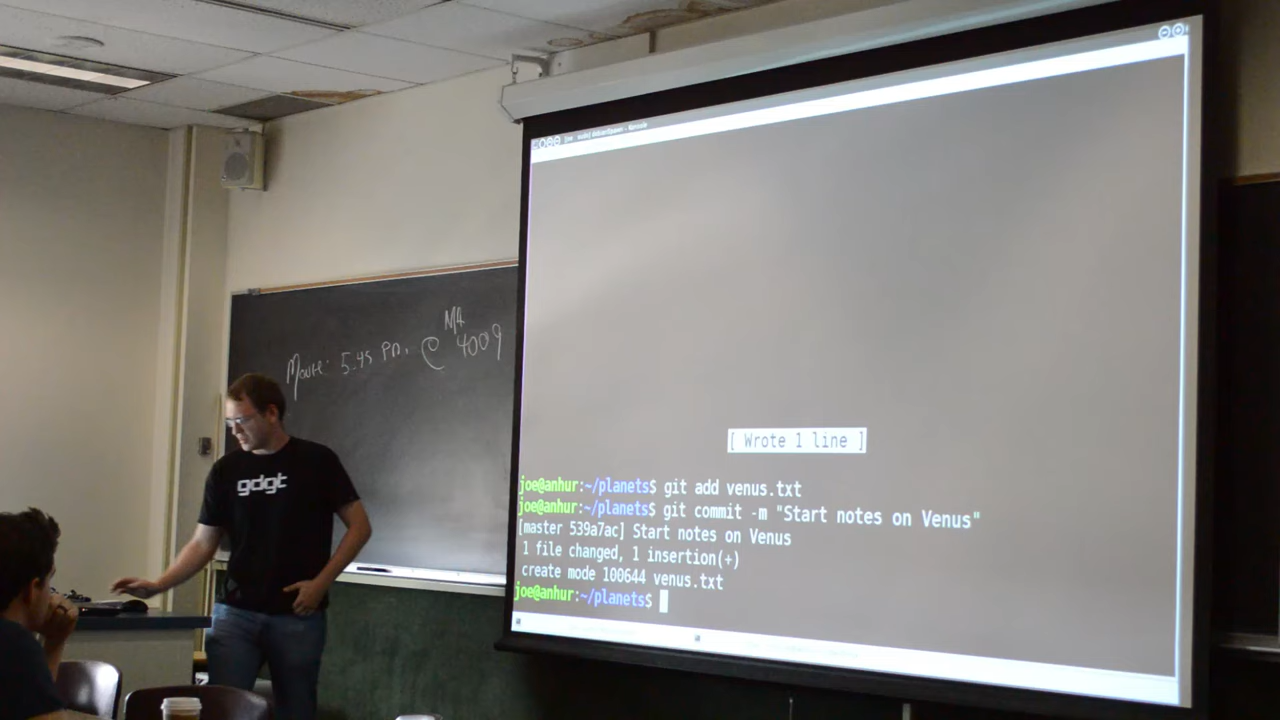 MA
5.45 PM. @ 4009
gdgt
[ Wrote 1 line ]
joe@anhur:~/planets$ git add venus.txt
joe@anhur:~/planets$ git commit -m "Start notes on Venus"
[master 539a7ac] Start notes on Venus
1 file changed, 1 insertion(+)
create mode 100644 venus.txt
joe@anhur:~/planets$